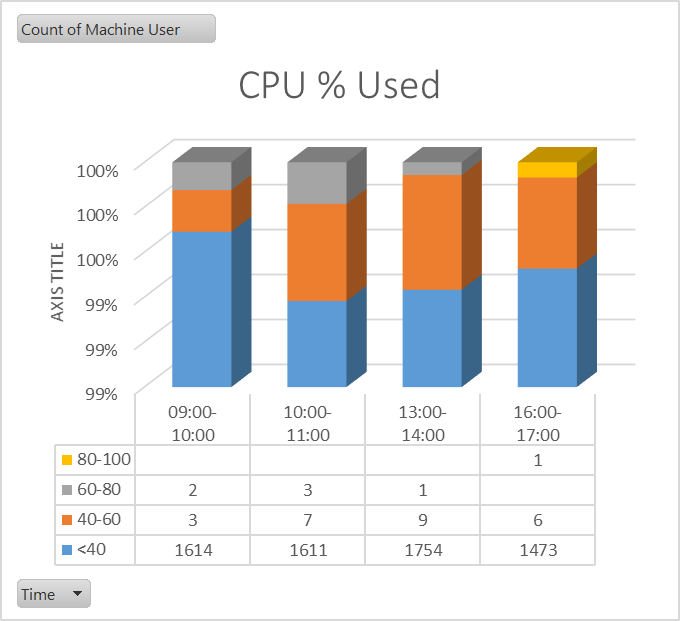 Count of Machine User
CPU % Used
100%
100%
100%
99%
99%
99%
AXIS TITLE
09:00-
10:00
10:00-
11:00
13:00-
14:00
16:00-
17:00
80-100 1
60-80 2 3 1
40-60 3 7 9 6
<40 1614 1611 1754 1473
Time